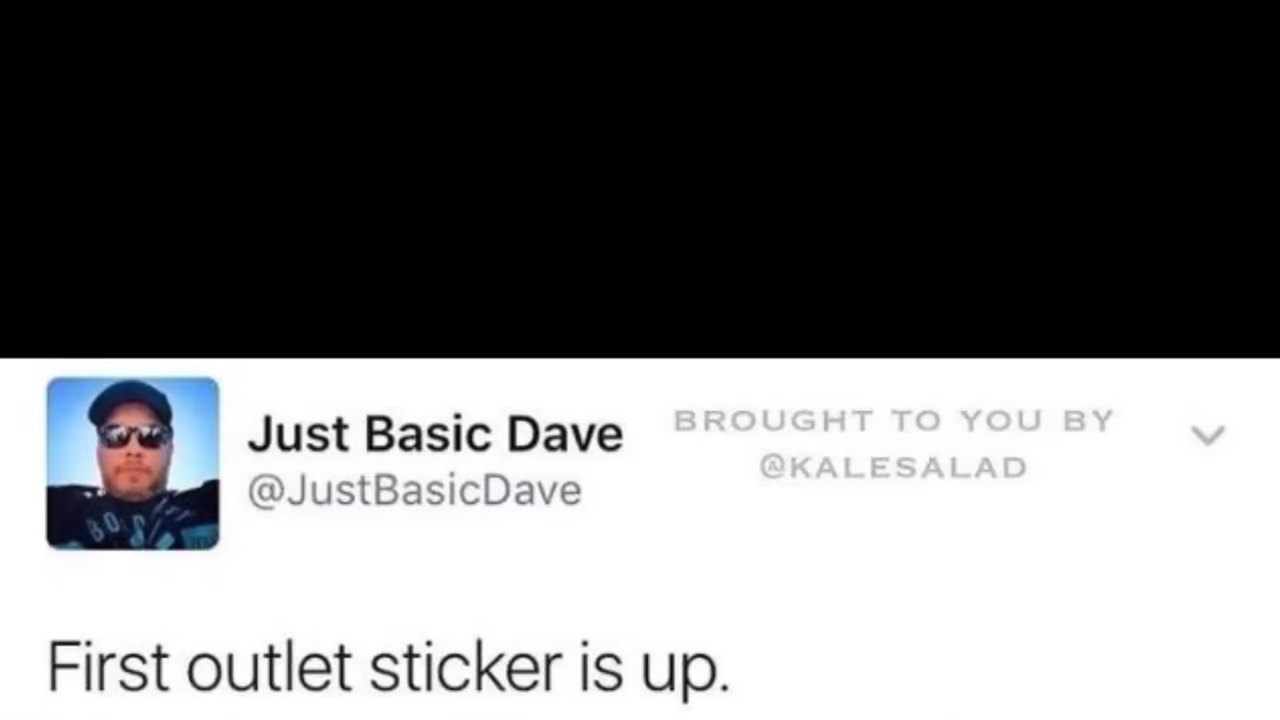 Just Basic Dave
@JustBasicDave
BROUGHT TO YOU BY
@KALESALAD
First outlet sticker is up.